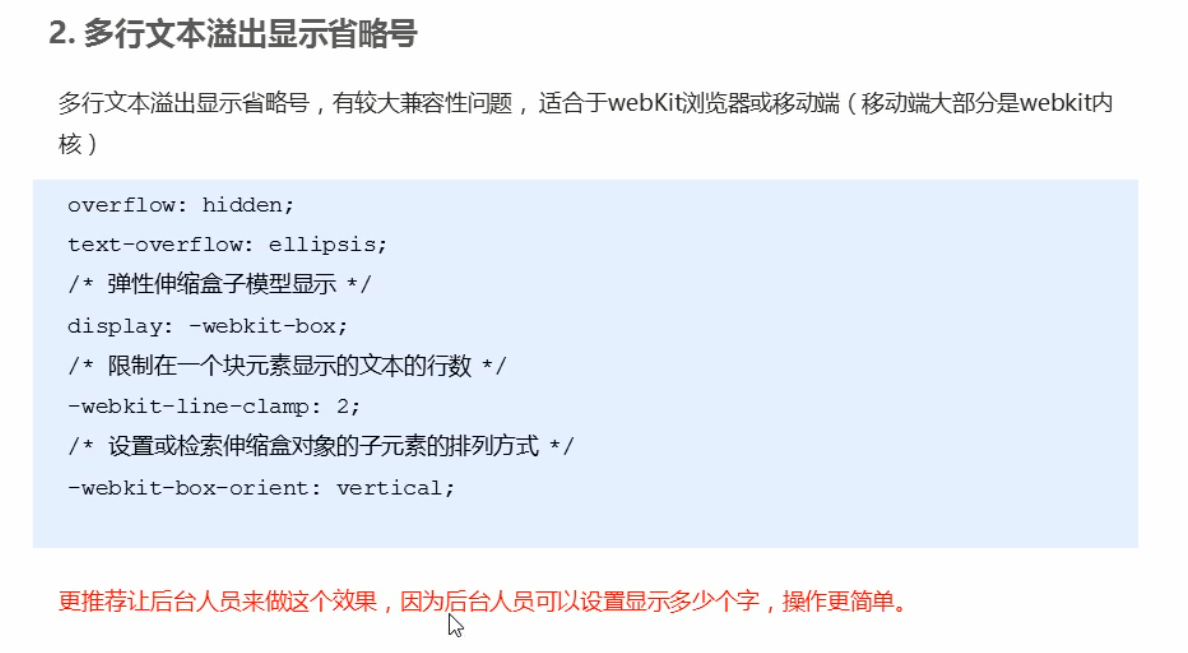 2. 多行文本溢出显示省略号
多行文本溢出显示省略号，有较大兼容性问题， 适合于webKit浏览器或移动端（移动端大部分是webkit内
核）
overflow: hidden;
text-overflow: ellipsis;
/* 弹性伸缩盒子模型显示 */
display: -webkit-box;
/* 限制在一个块元素显示的文本的行数 */
-webkit-line-clamp: 2;
/* 设置或检索伸缩盒对象的子元素的排列方式 */
-webkit-box-orient: vertical;
更推荐让后台人员来做这个效果，因为后台人员可以设置显示多少个字，操作更简单。